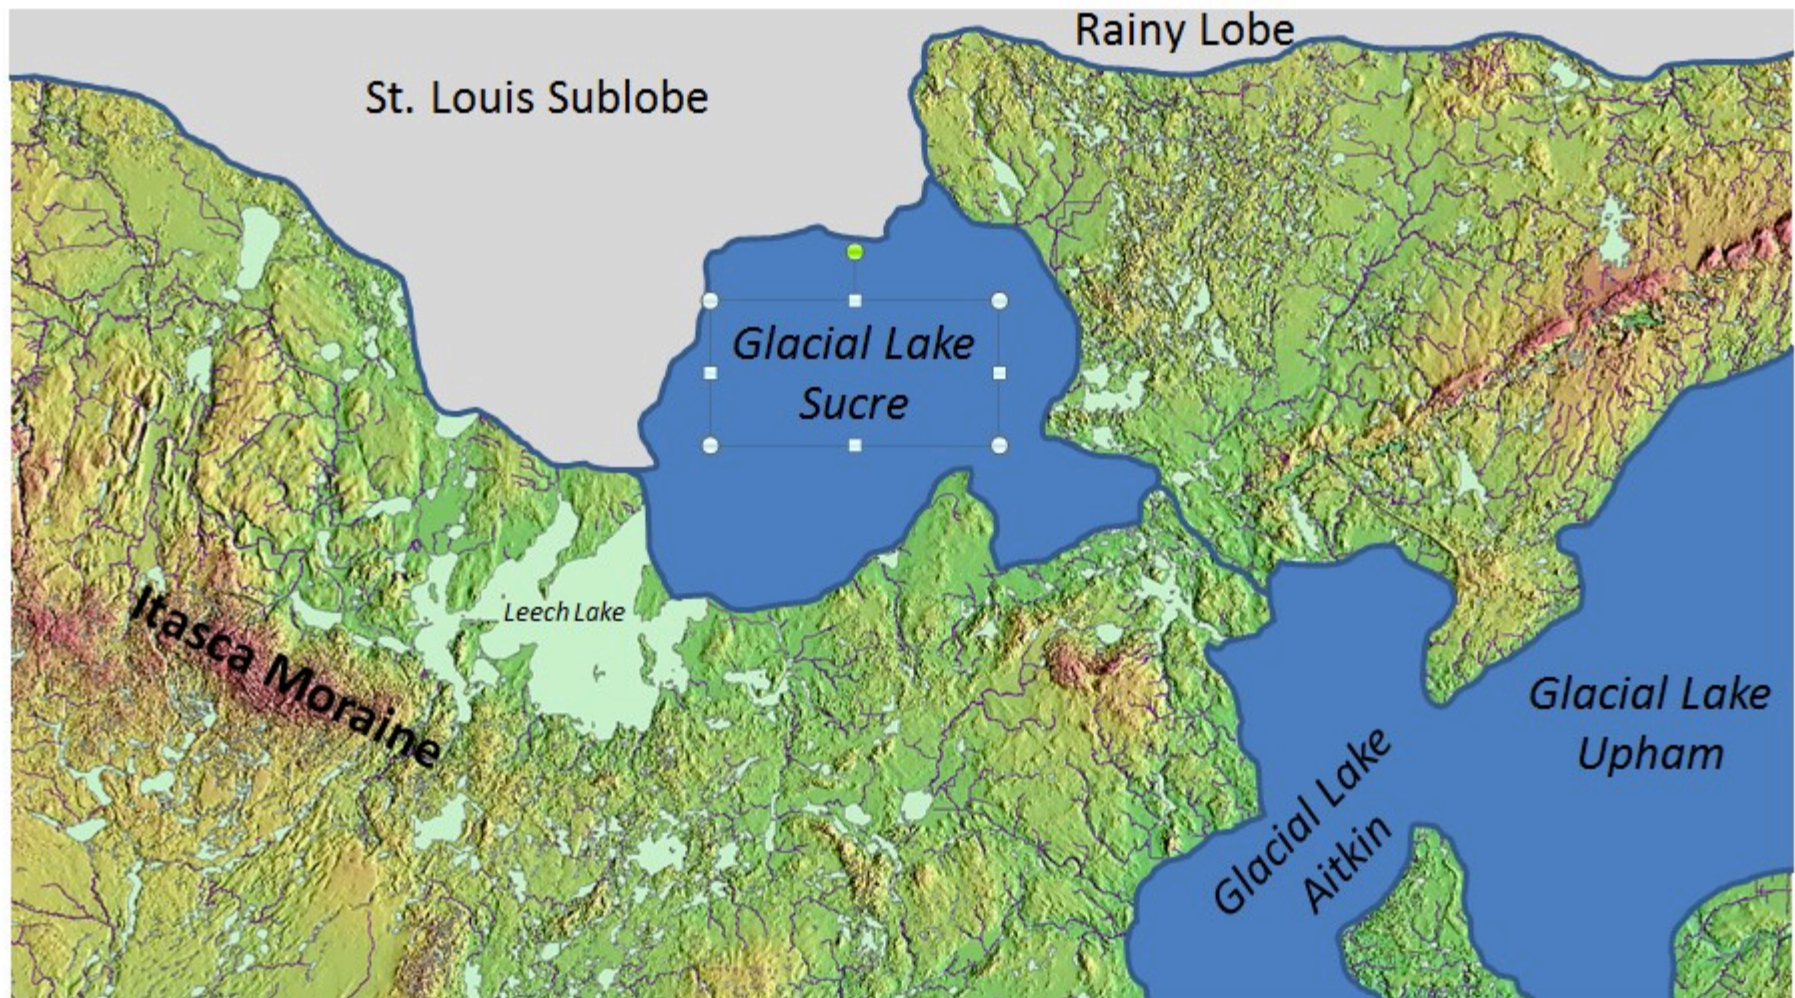 Rainy Lobe
St. Louis Sublobe
Glacial Lake
Sucre
Leech Lake
Itasca Moraine
Glacial Lake
Upham
Glacial Lake
Aitkin